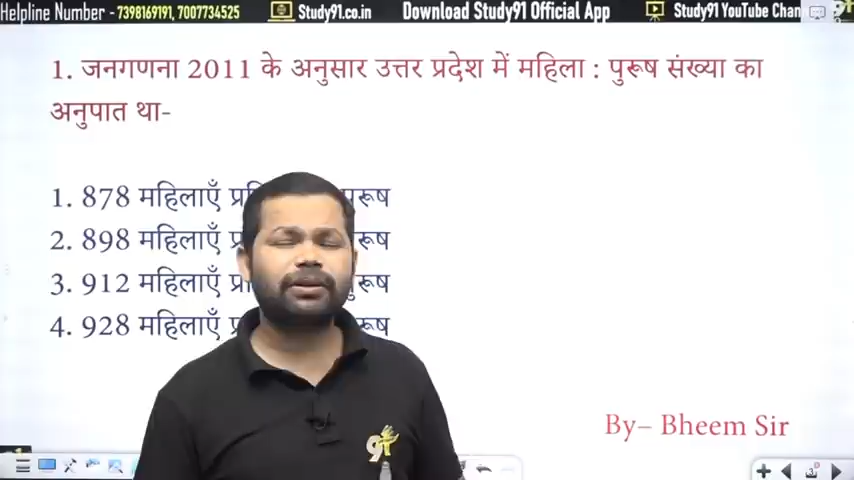 Helpline Number - 7398169191, 7007734525 Study91.co.in Download Study91 Official App Study91 YouTube Chan
1. जनगणना 2011 के अनुसार उत्तर प्रदेश में महिला : पुरूष संख्या का
अनुपात था-
1. 878 महिलाएँ
2. 898 महिलाएँ
3. 912 महिलाएँ
4. 928 महिलाएँ
By– Bheem Sir